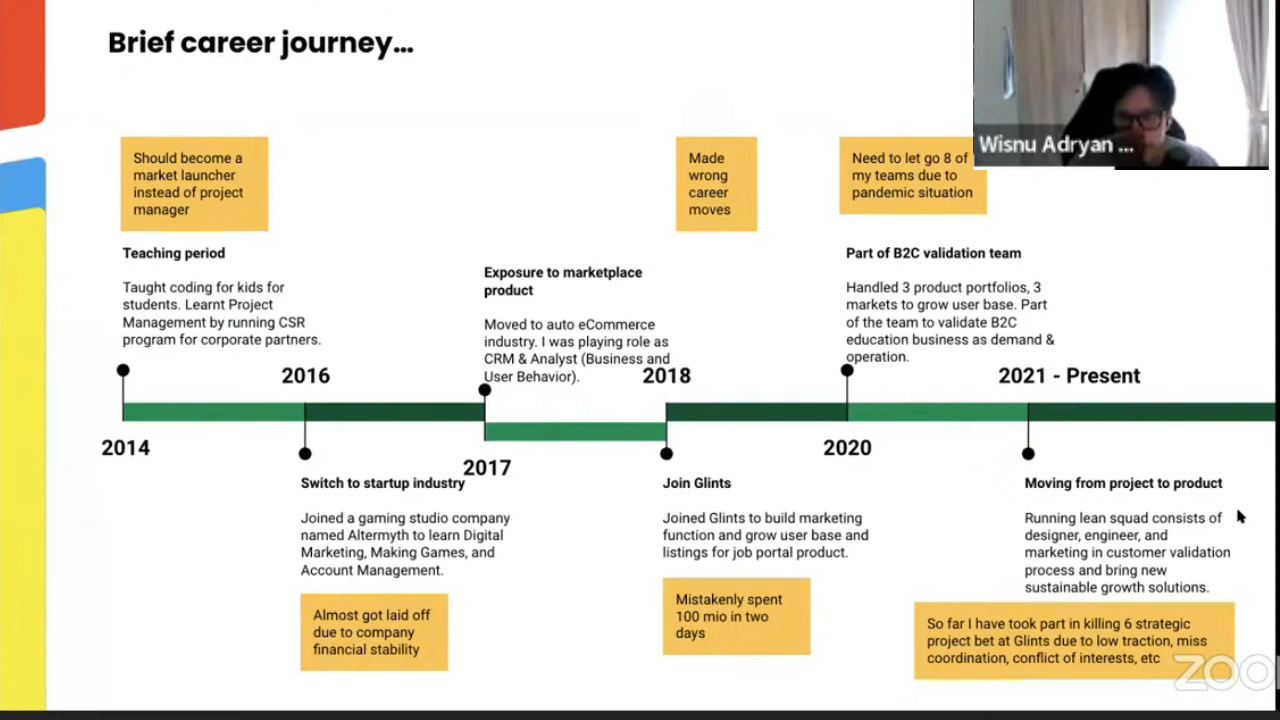 Brief career journey...
Wisnu Adryan ...
Should become a
market launcher
instead of project
manager
Made
wrong
career
moves
Need to let go 8 of
my teams due to
pandemic situation
Teaching period
Taught coding for kids for
students. Learnt Project
Management by running CSR
program for corporate partners.
Exposure to marketplace
product
Moved to auto eCommerce
industry. I was playing role as
CRM & Analyst (Business and
User Behavior).
Part of B2C validation team
Handled 3 product portfolios, 3
markets to grow user base. Part
of the team to validate B2C
education business as demand &
operation.
2016
2018
2021 - Present
2014
2017
2020
Switch to startup industry
Joined a gaming studio company
named Altermyth to learn Digital
Marketing, Making Games, and
Account Management.
Almost got laid off
due to company
financial stability
Join Glints
Joined Glints to build marketing
function and grow user base and
listings for job portal product.
Mistakenly spent
100 mio in two
days
Moving from project to product
Running lean squad consists of
designer, engineer, and
marketing in customer validation
process and bring new
sustainable growth solutions.
So far I have took part in killing 6 strategic
project bet at Glints due to low traction, miss
coordination, conflict of interests, etc
zoom